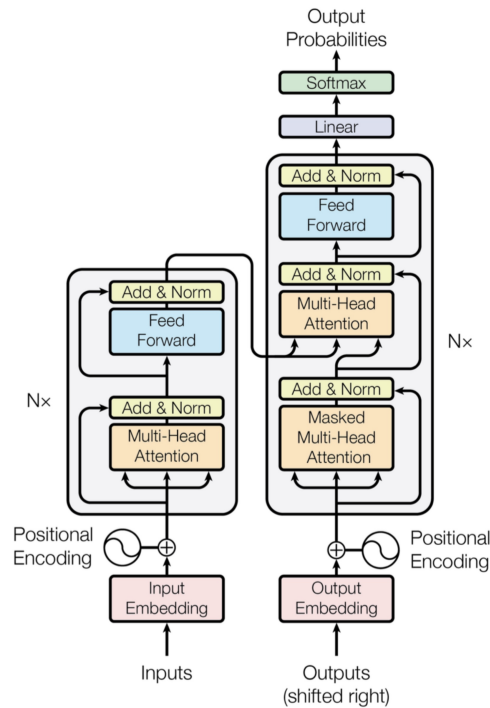 Output
Probabilities
Softmax
Linear
Add & Norm
Feed
Forward
Add & Norm
Multi-Head
Attention
Add & Norm
Masked
Multi-Head
Attention
N×
Add & Norm
Feed
Forward
Add & Norm
Multi-Head
Attention
N×
Positional
Encoding
Positional
Encoding
Input
Embedding
Output
Embedding
Inputs
Outputs
(shifted right)